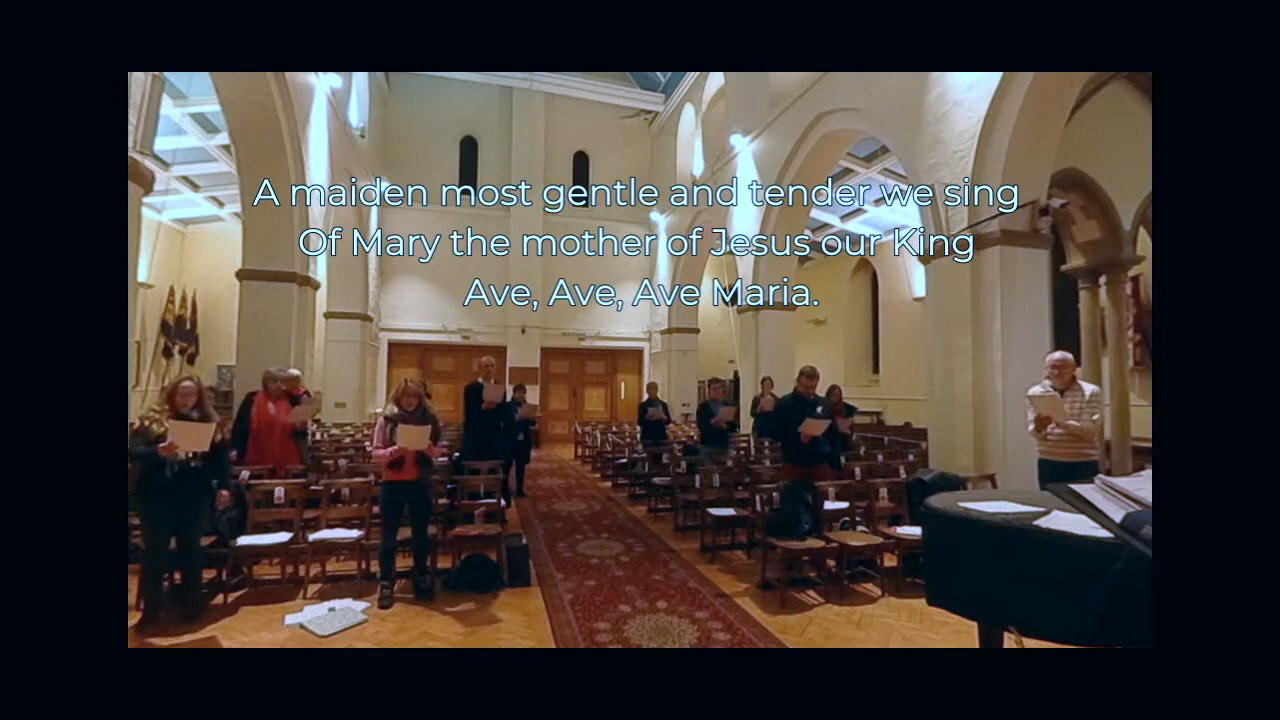 A maiden most gentle and tender we sing
Of Mary the mother of Jesus our King
Ave, Ave, Ave Maria.